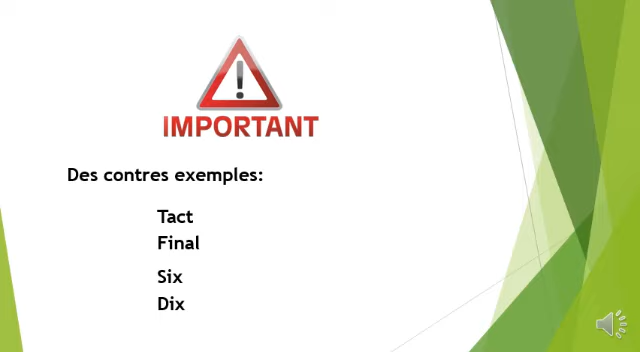 IMPORTANT
Des contres exemples:
Tact
Final
Six
Dix